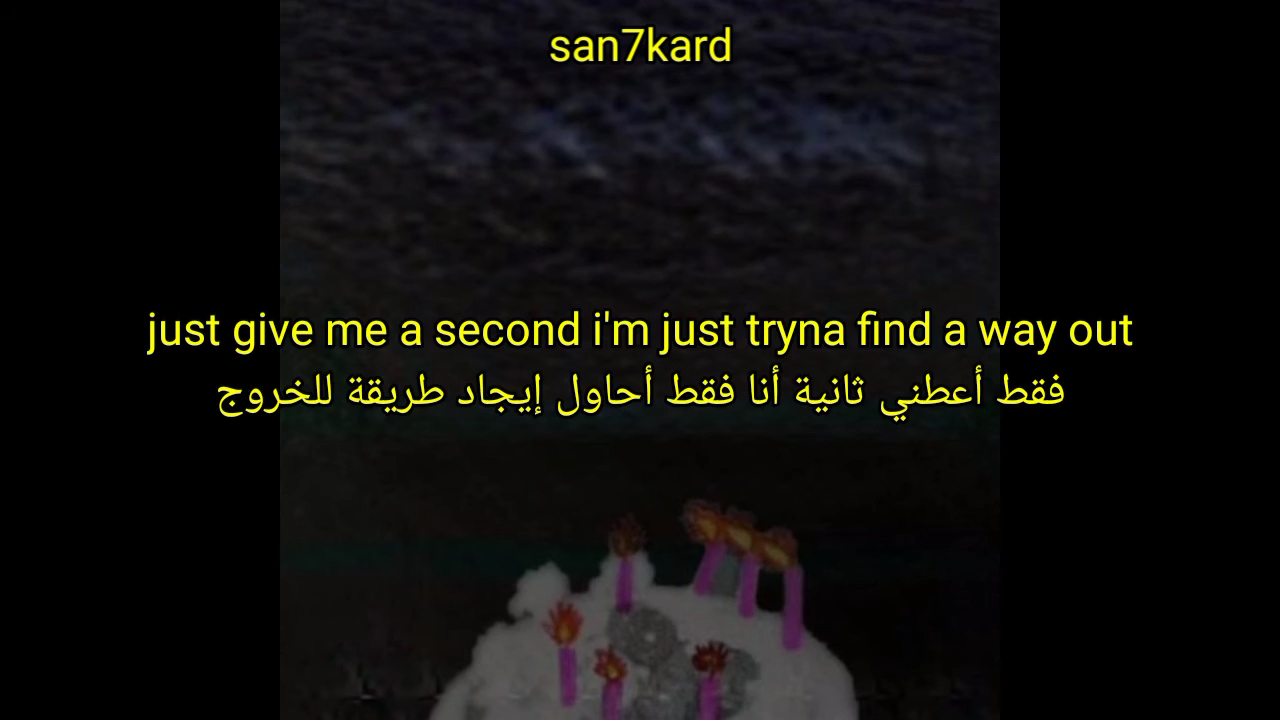 san7kard
just give me a second i'm just tryna find a way out
فقط أعطني ثانية أنا فقط أحاول إيجاد طريقة للخروج